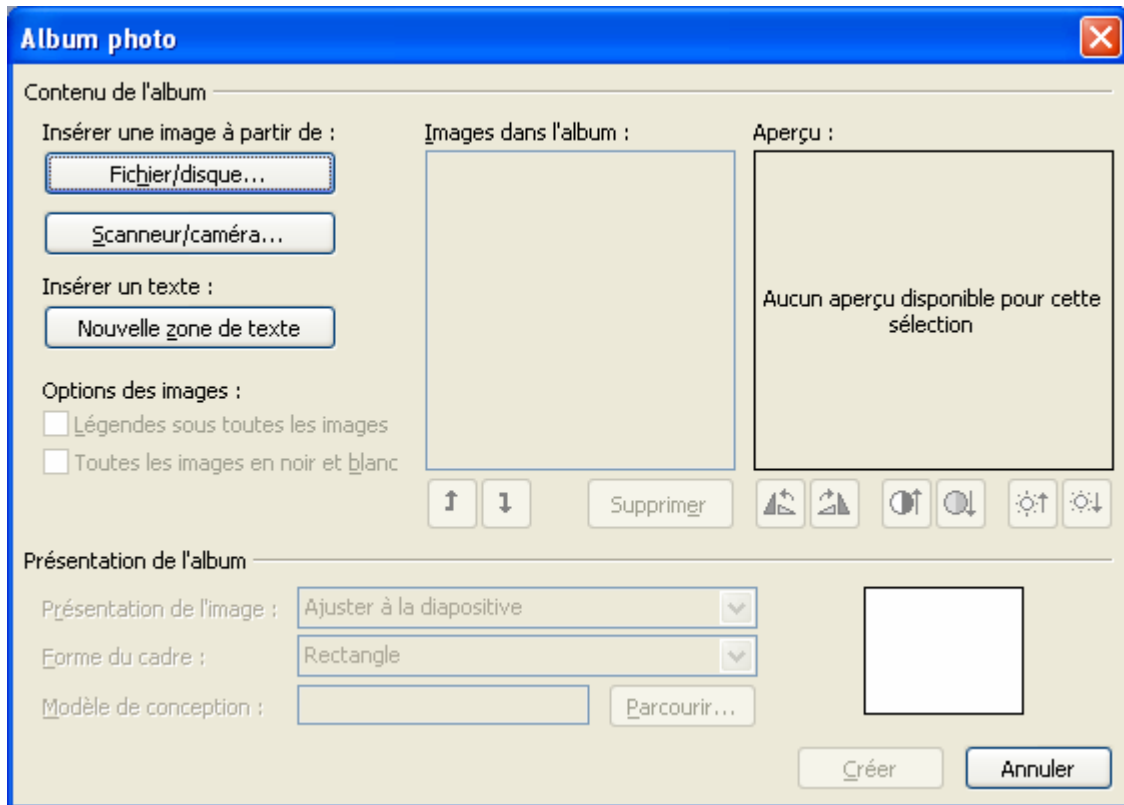 Album photo
Contenu de l'album
Insérer une image à partir de :
Fichier/disque...
Scanneur/caméra...
Insérer un texte :
Nouvelle zone de texte
Options des images :
Légendes sous toutes les images
Toutes les images en noir et blanc
Images dans l'album :
Supprimer
Aperçu :
Aucun aperçu disponible pour cette
sélection
Présentation de l'album
Présentation de l'image :
Ajuster à la diapositive
Forme du cadre :
Rectangle
Modèle de conception :
Parcourir...
Créer
Annuler